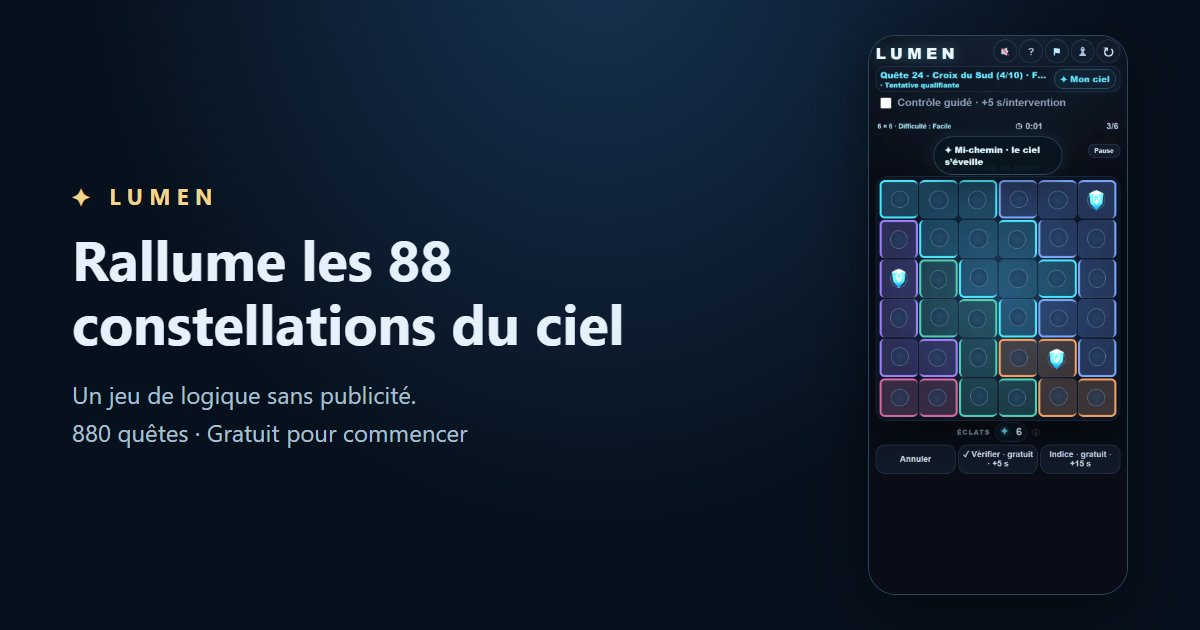 ✦ LUMEN
Rallume les 88
constellations du ciel
Un jeu de logique sans publicité.
880 quêtes · Gratuit pour commencer
LUMEN
?
Quête 24 - Croix du Sud (4/10) · F...
· Tentative qualifiante
✦ Mon ciel
Contrôle guidé · +5 s/intervention
6 × 6 · Difficulté : Facile
0:01
3/6
✦ Mi-chemin · le ciel
s’éveille
Pause
ÉCLATS ✦ 6
Annuler
✓ Vérifier · gratuit
· +5 s
Indice · gratuit ·
+15 s